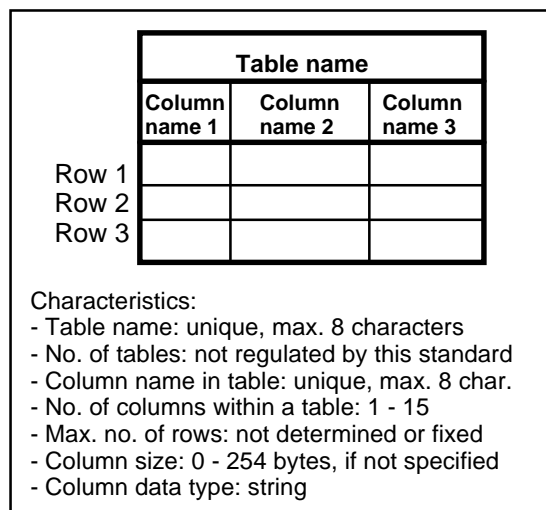 Table name
Column name 1
Column name 2
Column name 3
Row 1
Row 2
Row 3
Characteristics:
- Table name: unique, max. 8 characters
- No. of tables: not regulated by this standard
- Column name in table: unique, max. 8 char.
- No. of columns within a table: 1 - 15
- Max. no. of rows: not determined or fixed
- Column size: 0 - 254 bytes, if not specified
- Column data type: string